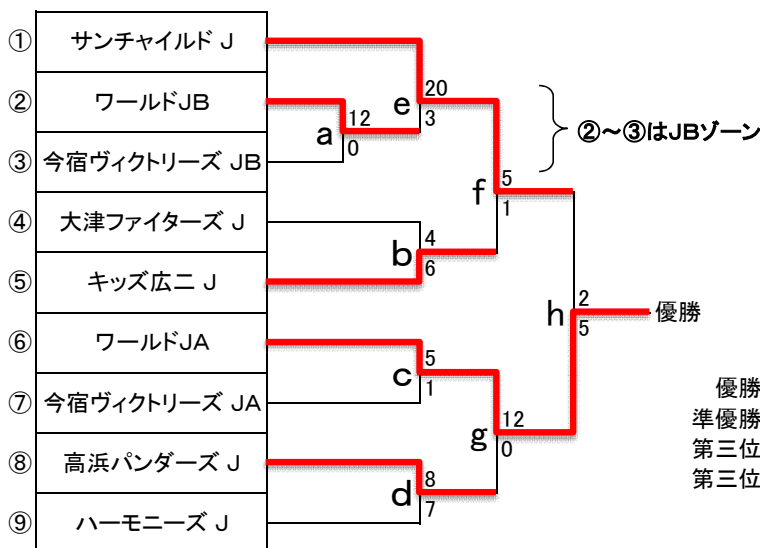 ① サンチャイルド J
② ワールドJB
③ 今宿ヴィクトリーズ JB
④ 大津ファイターズ J
⑤ キッズ広二 J
⑥ ワールドJA
⑦ 今宿ヴィクトリーズ JA
⑧ 高浜パンダーズ J
⑨ ハーモニーズ J
a
12
0
e
20
3
b
4
6
f
5
1
c
5
1
d
8
7
g
12
0
h
2
5
優勝
②～③はJBゾーン
優勝
準優勝
第三位
第三位